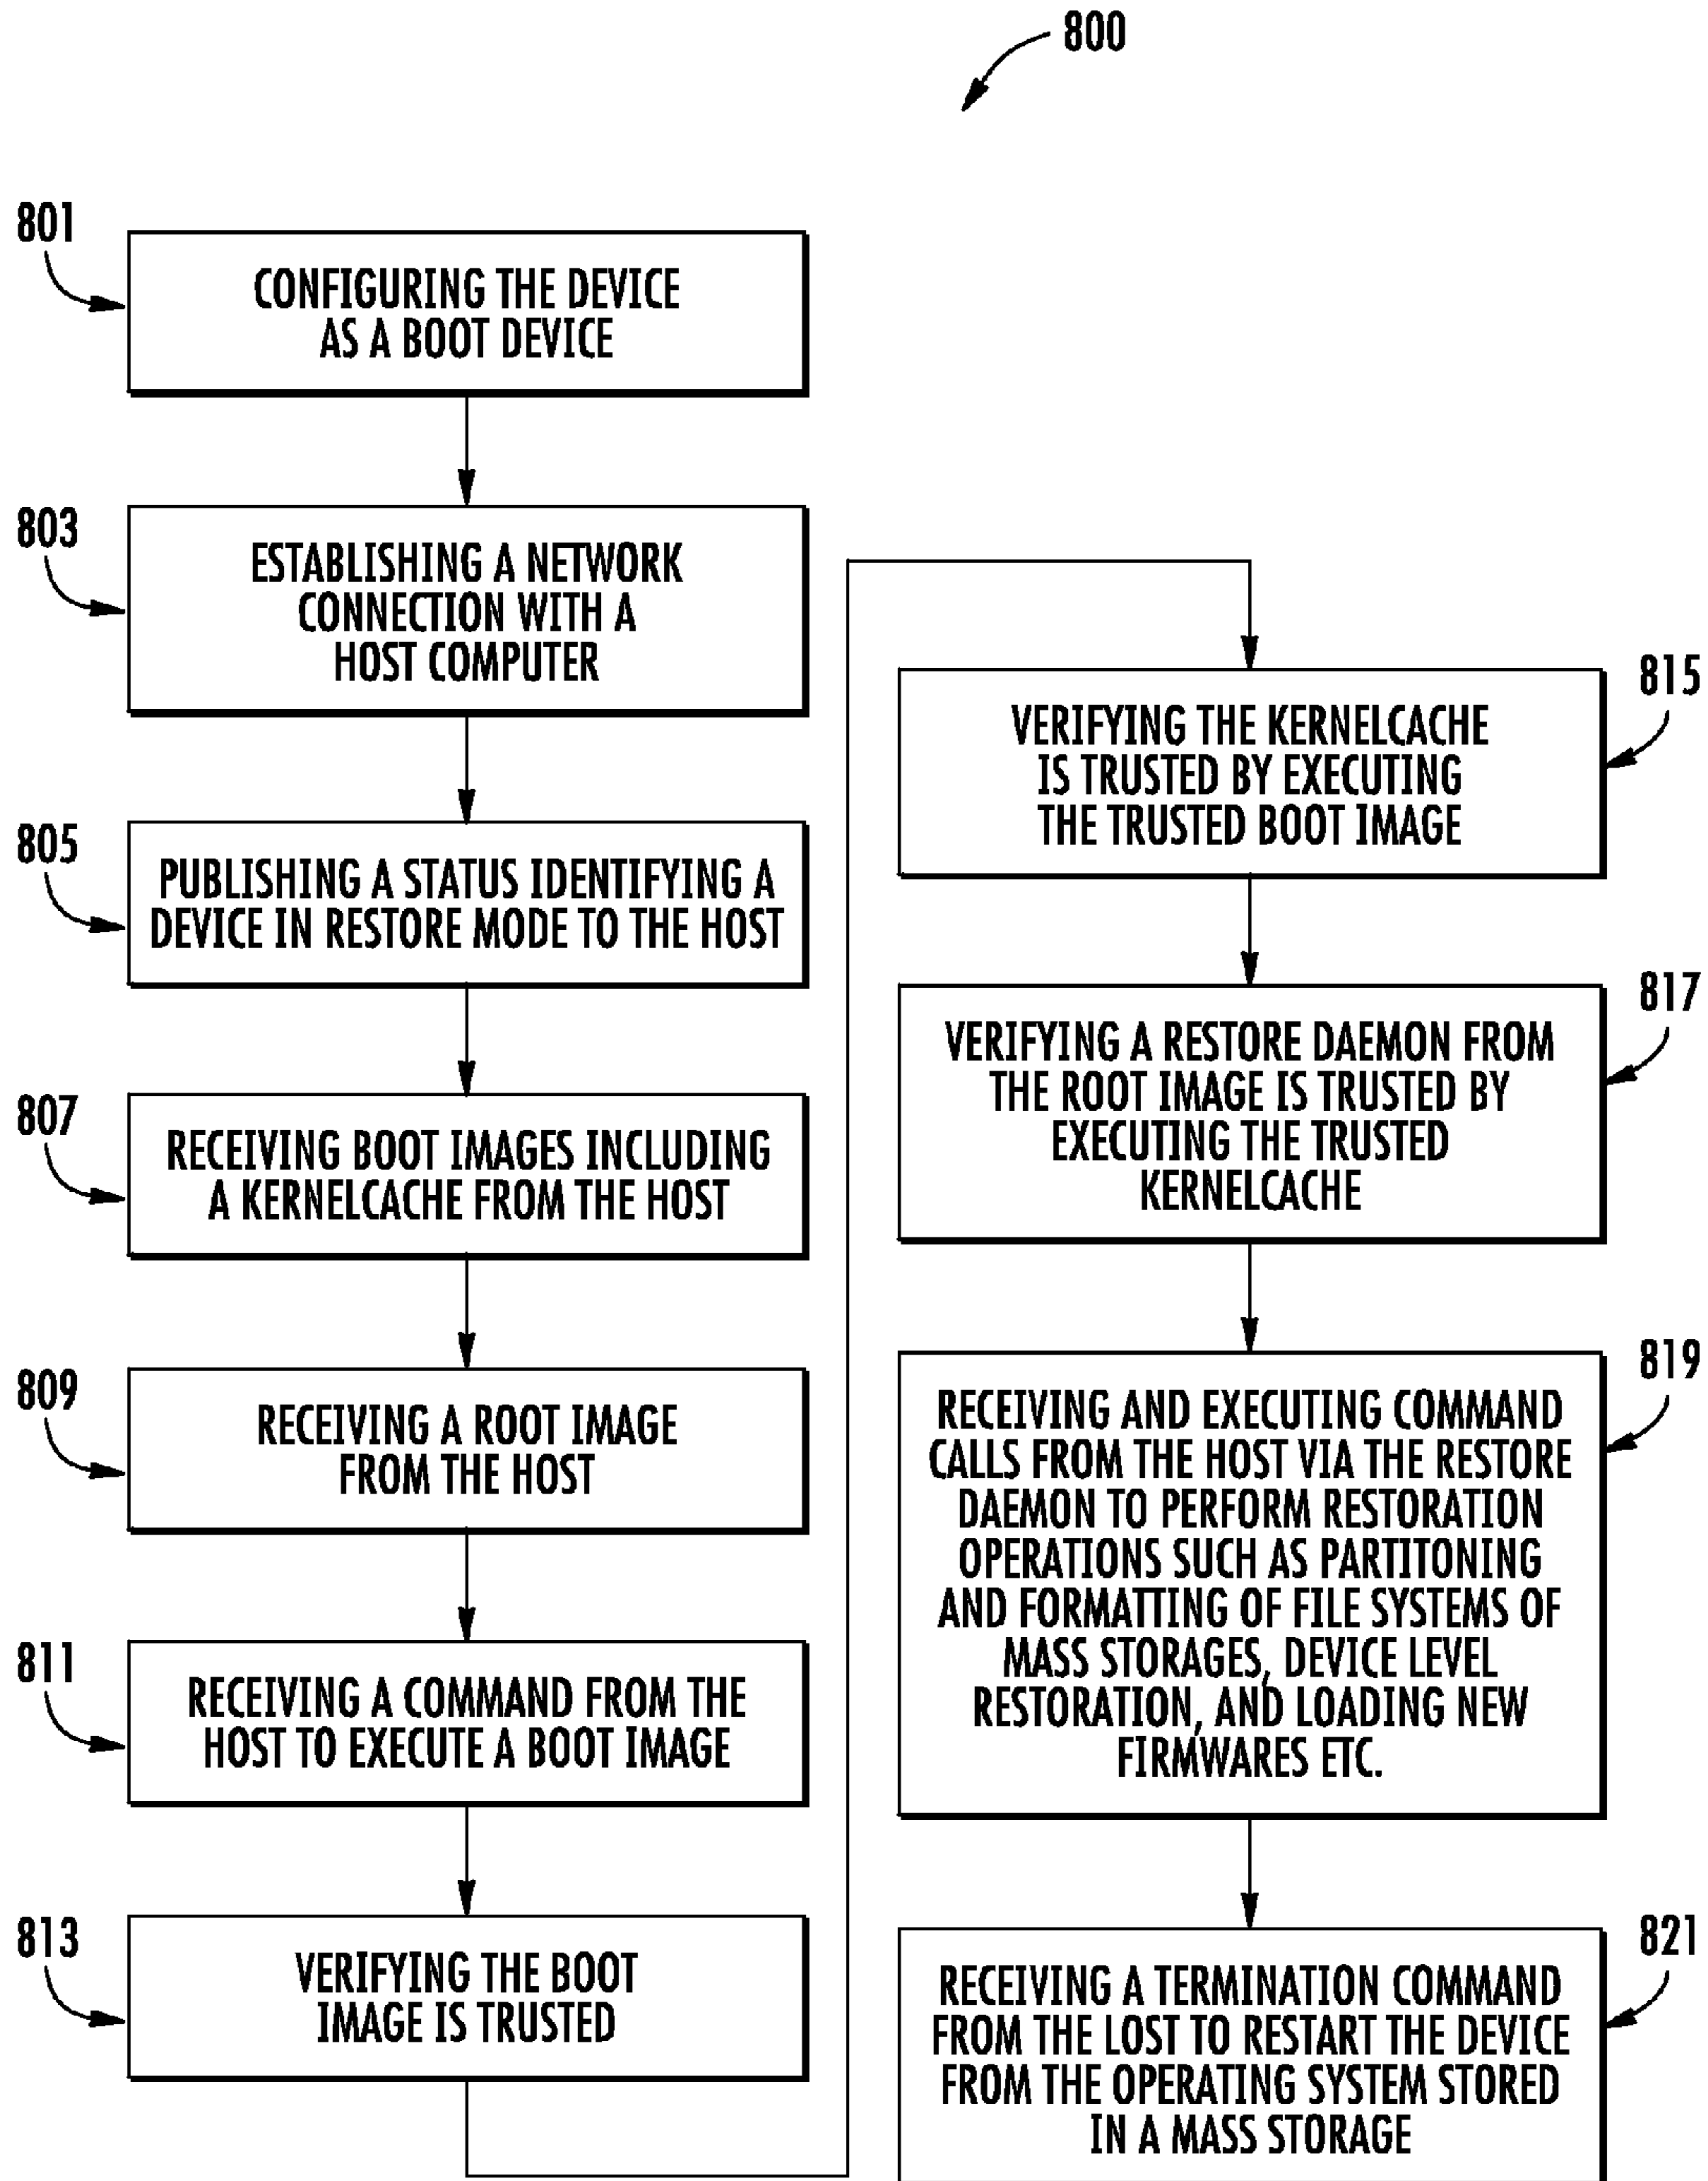 800
801
CONFIGURING THE DEVICE
AS A BOOT DEVICE
803
ESTABLISHING A NETWORK
CONNECTION WITH A
HOST COMPUTER
805
PUBLISHING A STATUS IDENTIFYING A
DEVICE IN RESTORE MODE TO THE HOST
807
RECEIVING BOOT IMAGES INCLUDING
A KERNELCACHE FROM THE HOST
809
RECEIVING A ROOT IMAGE
FROM THE HOST
811
RECEIVING A COMMAND FROM THE
HOST TO EXECUTE A BOOT IMAGE
813
VERIFYING THE BOOT
IMAGE IS TRUSTED
815
VERIFYING THE KERNELCACHE
IS TRUSTED BY EXECUTING
THE TRUSTED BOOT IMAGE
817
VERIFYING A RESTORE DAEMON FROM
THE ROOT IMAGE IS TRUSTED BY
EXECUTING THE TRUSTED
KERNELCACHE
819
RECEIVING AND EXECUTING COMMAND
CALLS FROM THE HOST VIA THE RESTORE
DAEMON TO PERFORM RESTORATION
OPERATIONS SUCH AS PARTITONING
AND FORMATTING OF FILE SYSTEMS OF
MASS STORAGES, DEVICE LEVEL
RESTORATION, AND LOADING NEW
FIRMWARES ETC.
821
RECEIVING A TERMINATION COMMAND
FROM THE LOST TO RESTART THE DEVICE
FROM THE OPERATING SYSTEM STORED
IN A MASS STORAGE